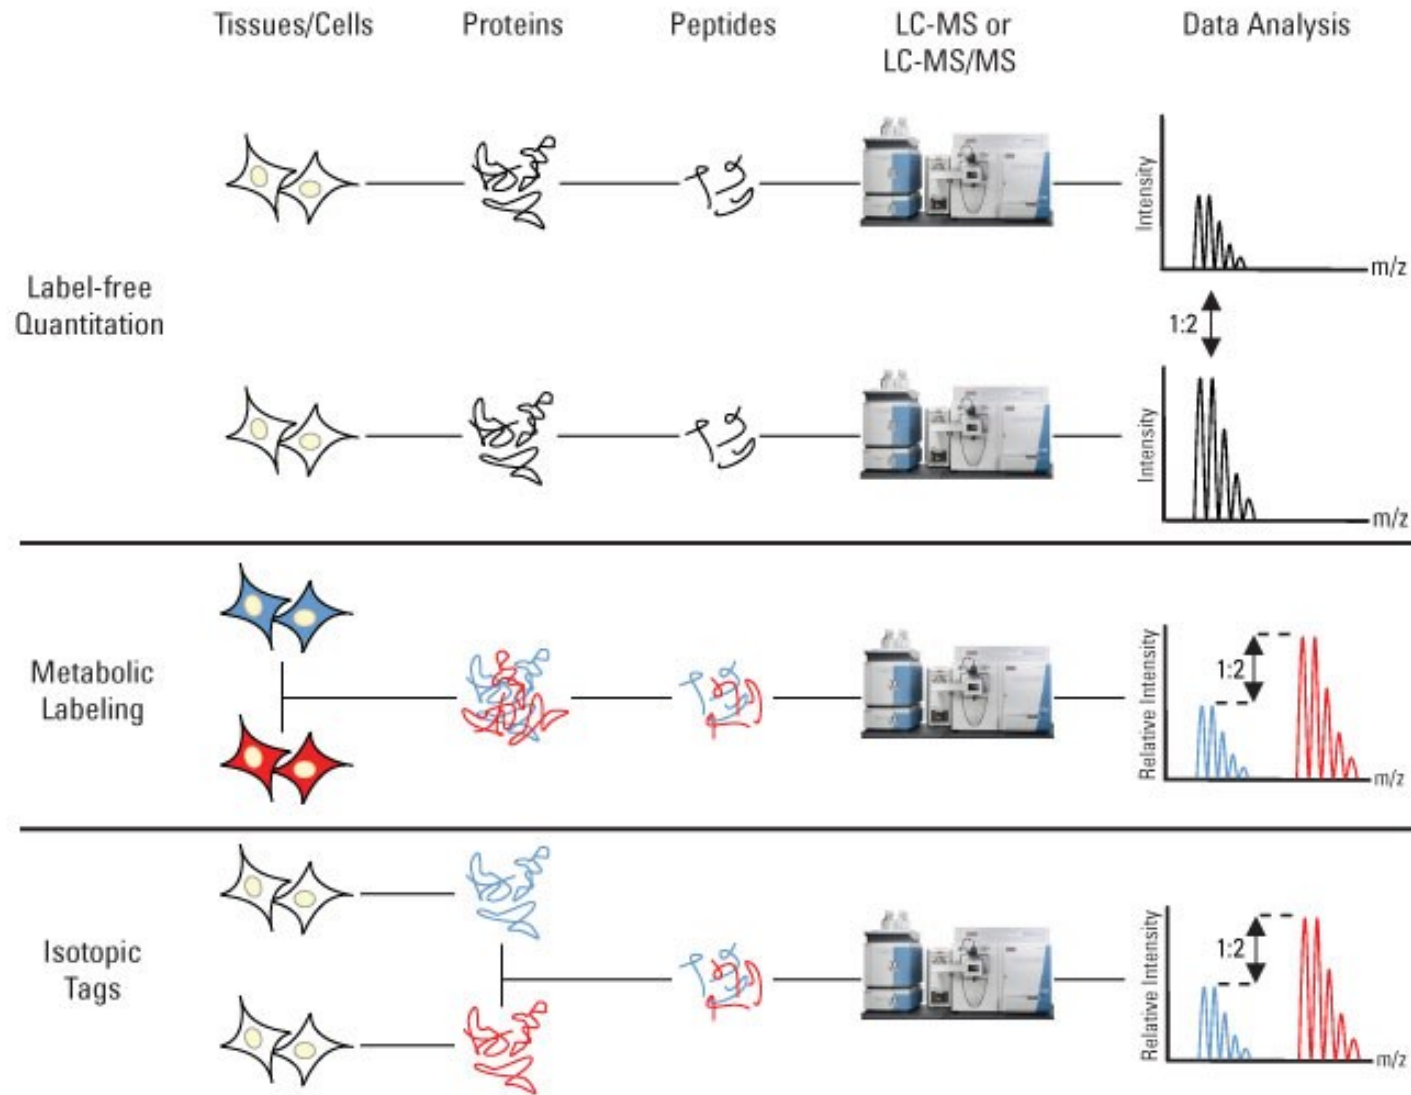 Tissues/Cells
Proteins
Peptides
LC-MS or
LC-MS/MS
Data Analysis
Label-free
Quantitation
Intensity
m/z
1:2
Intensity
m/z
Metabolic
Labeling
Relative Intensity
1:2
m/z
Isotopic
Tags
Relative Intensity
1:2
m/z